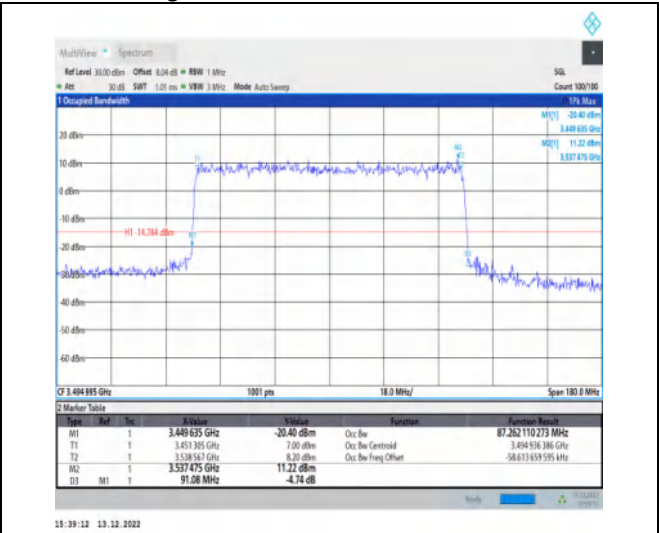 MultiView Spectrum
Ref Level 30.00 dBm Offset 8.04 dB RBW 1 MHz SGL
Att 30 dB SWT 1.01 ms VBW 3 MHz Mode Auto Sweep Count 100/100
1 Occupied Bandwidth 1Pk Max
M1[1] -20.40 dBm
3.449 635 GHz
20 dBm M2[1] 11.22 dBm
3.537 475 GHz
M2
10 dBm T1 T2
0 dBm
-10 dBm
H1 -14.784 dBm M1
-20 dBm
D3
-30 dBm
-40 dBm
-50 dBm
-60 dBm
CF 3.494 995 GHz 1001 pts 18.0 MHz/ Span 180.0 MHz
2 Marker Table
Type Ref Trc X-Value Y-Value Function Function Result
M1 1 3.449 635 GHz -20.40 dBm Occ Bw 87.262 110 273 MHz
T1 1 3.451 305 GHz 7.00 dBm Occ Bw Centroid 3.494 936 386 GHz
T2 1 3.538 567 GHz 8.20 dBm Occ Bw Freq Offset -58.613 659 595 kHz
M2 1 3.537 475 GHz 11.22 dBm
D3 M1 1 91.08 MHz -4.74 dB
Ready
15:39:12 13.12.2022